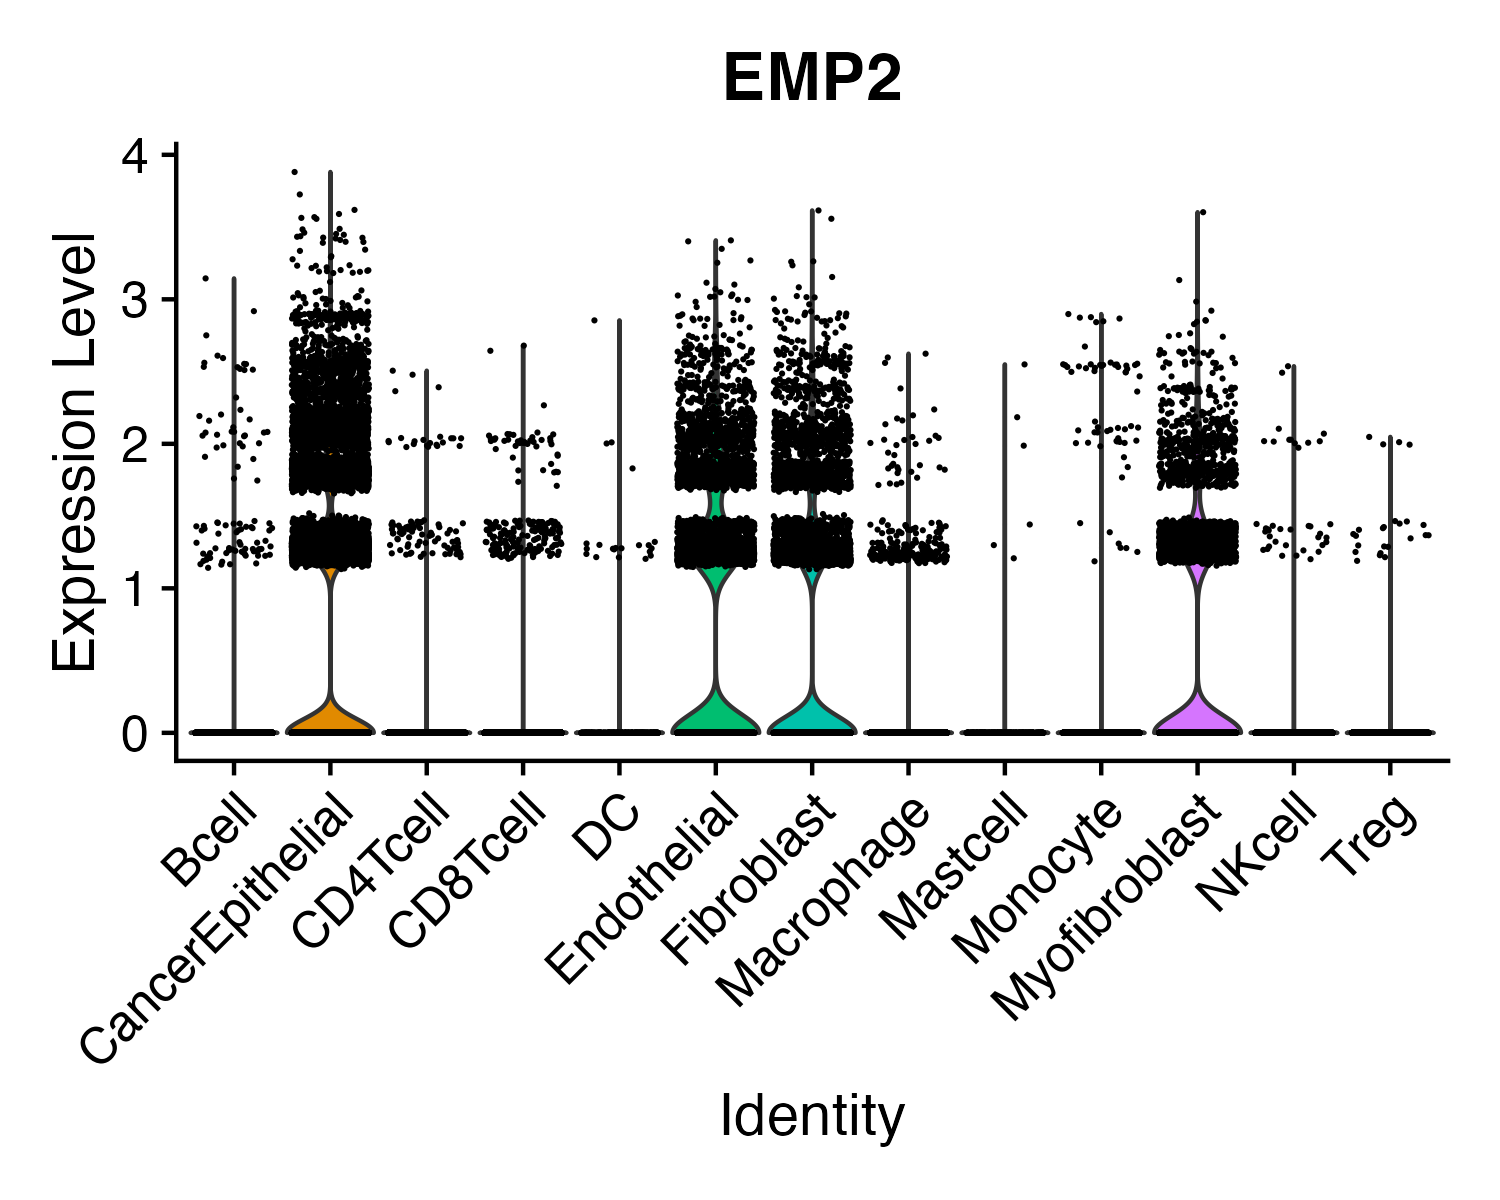 EMP2
Expression Level
4
3
2
1
0
Bcell
CancerEpithelial
CD4Tcell
CD8Tcell
DC
Endothelial
Fibroblast
Macrophage
Mastcell
Monocyte
Myofibroblast
NKcell
Treg
Identity